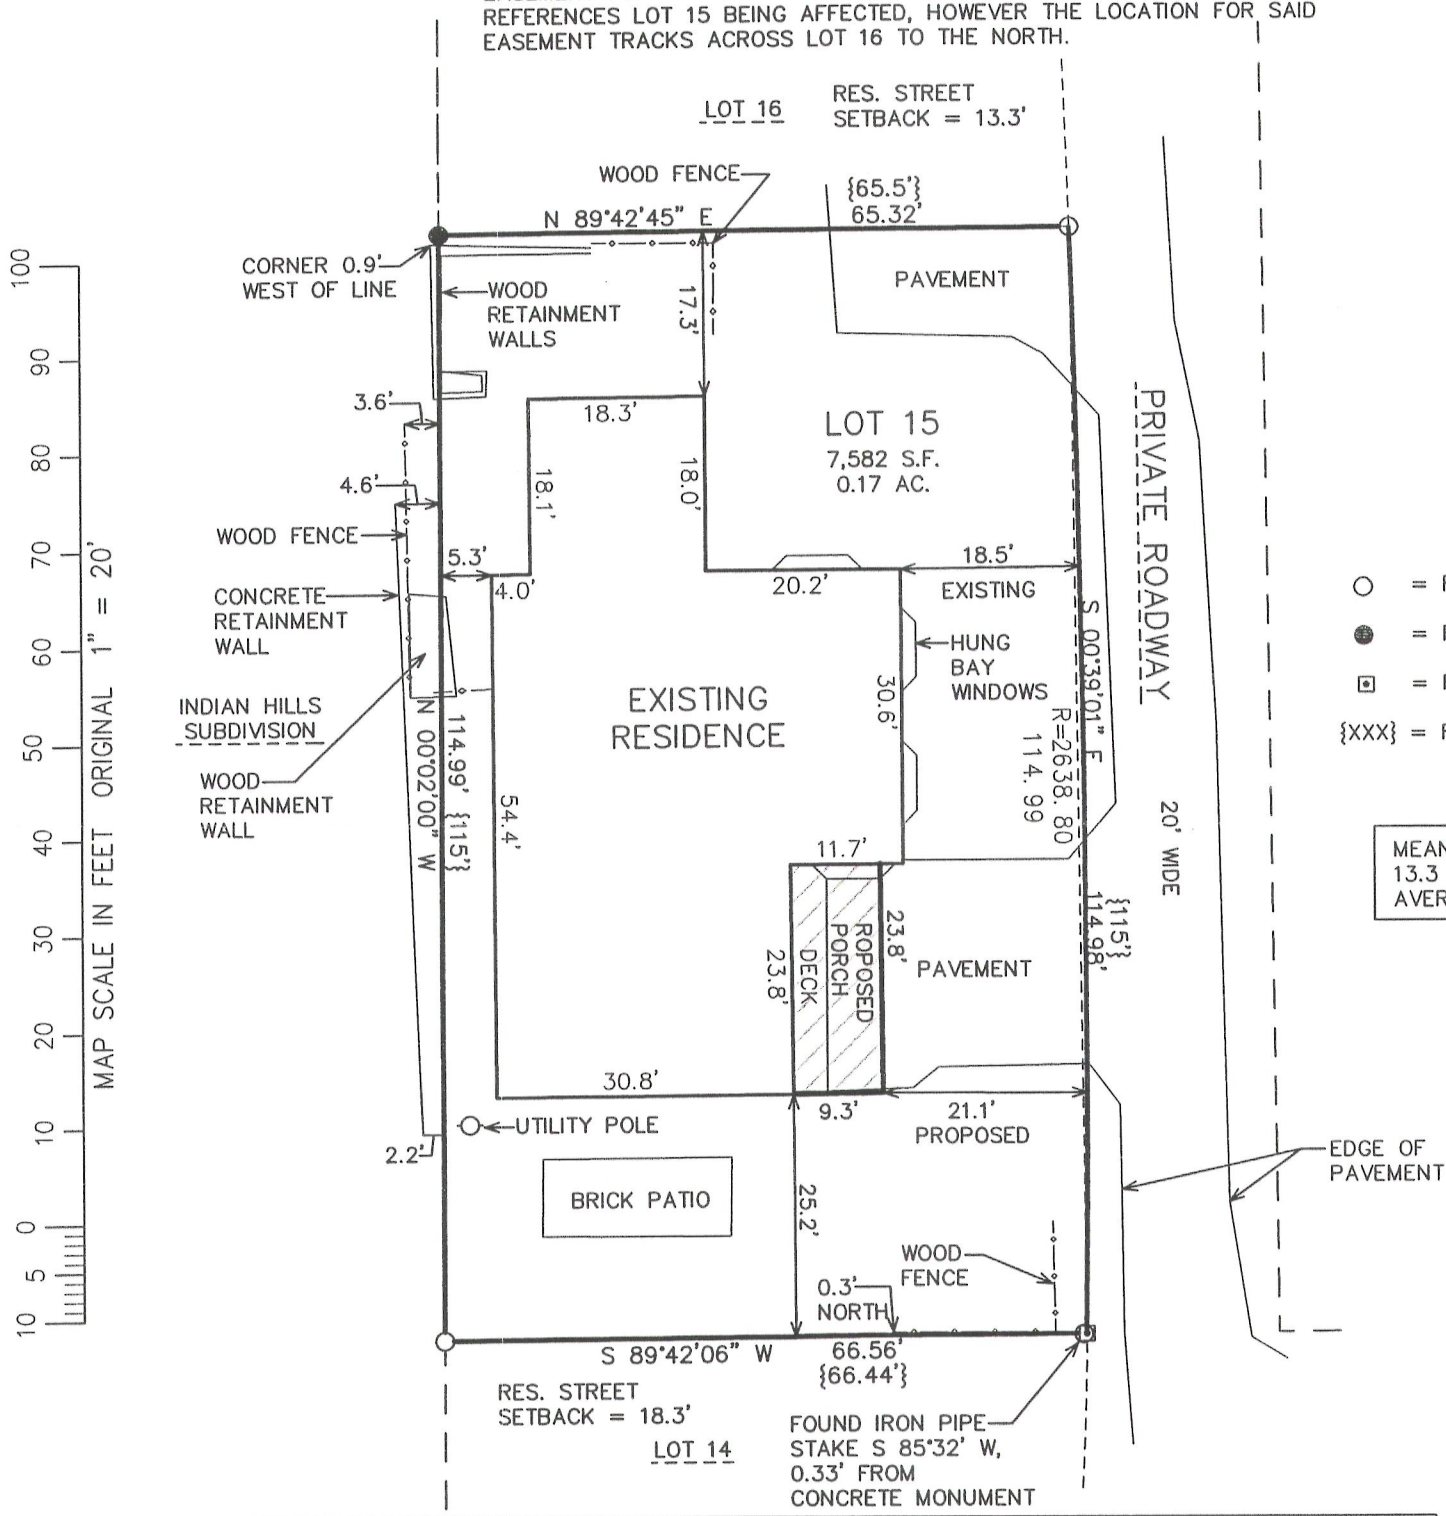 REFERENCES LOT 15 BEING AFFECTED, HOWEVER THE LOCATION FOR SAID
EASEMENT TRACKS ACROSS LOT 16 TO THE NORTH.
LOT 16
RES. STREET
SETBACK = 13.3'
WOOD FENCE
{65.5'}
N 89°42'45" E
65.32'
CORNER 0.9'
WEST OF LINE
WOOD
RETAINMENT
WALLS
17.3'
PAVEMENT
3.6'
18.3'
LOT 15
7,582 S.F.
0.17 AC.
18.1'
18.0'
4.6'
WOOD FENCE
5.3'
4.0'
20.2'
18.5'
EXISTING
CONCRETE
RETAINMENT
WALL
HUNG
BAY
WINDOWS
30.6'
EXISTING
RESIDENCE
INDIAN HILLS
SUBDIVISION
WOOD
RETAINMENT
WALL
N 00°02'00" W
114.99' {115'}
54.4'
S 00°39'01" E
R=2638.80
114.99
PRIVATE ROADWAY
20' WIDE
{115'}
114.98'
11.7'
23.8'
ROPOSED
PORCH
DECK
23.8'
PAVEMENT
30.8'
9.3'
21.1'
PROPOSED
UTILITY POLE
2.2'
BRICK PATIO
25.2'
EDGE OF
PAVEMENT
WOOD
FENCE
0.3'
NORTH
S 89°42'06" W
66.56'
{66.44'}
RES. STREET
SETBACK = 18.3'
LOT 14
FOUND IRON PIPE
STAKE S 85°32' W,
0.33' FROM
CONCRETE MONUMENT
=
=
=
{XXX} =
MEAN
13.3
AVER
MAP SCALE IN FEET ORIGINAL 1" = 20'
100
90
80
70
60
50
40
30
20
10
0
5
10